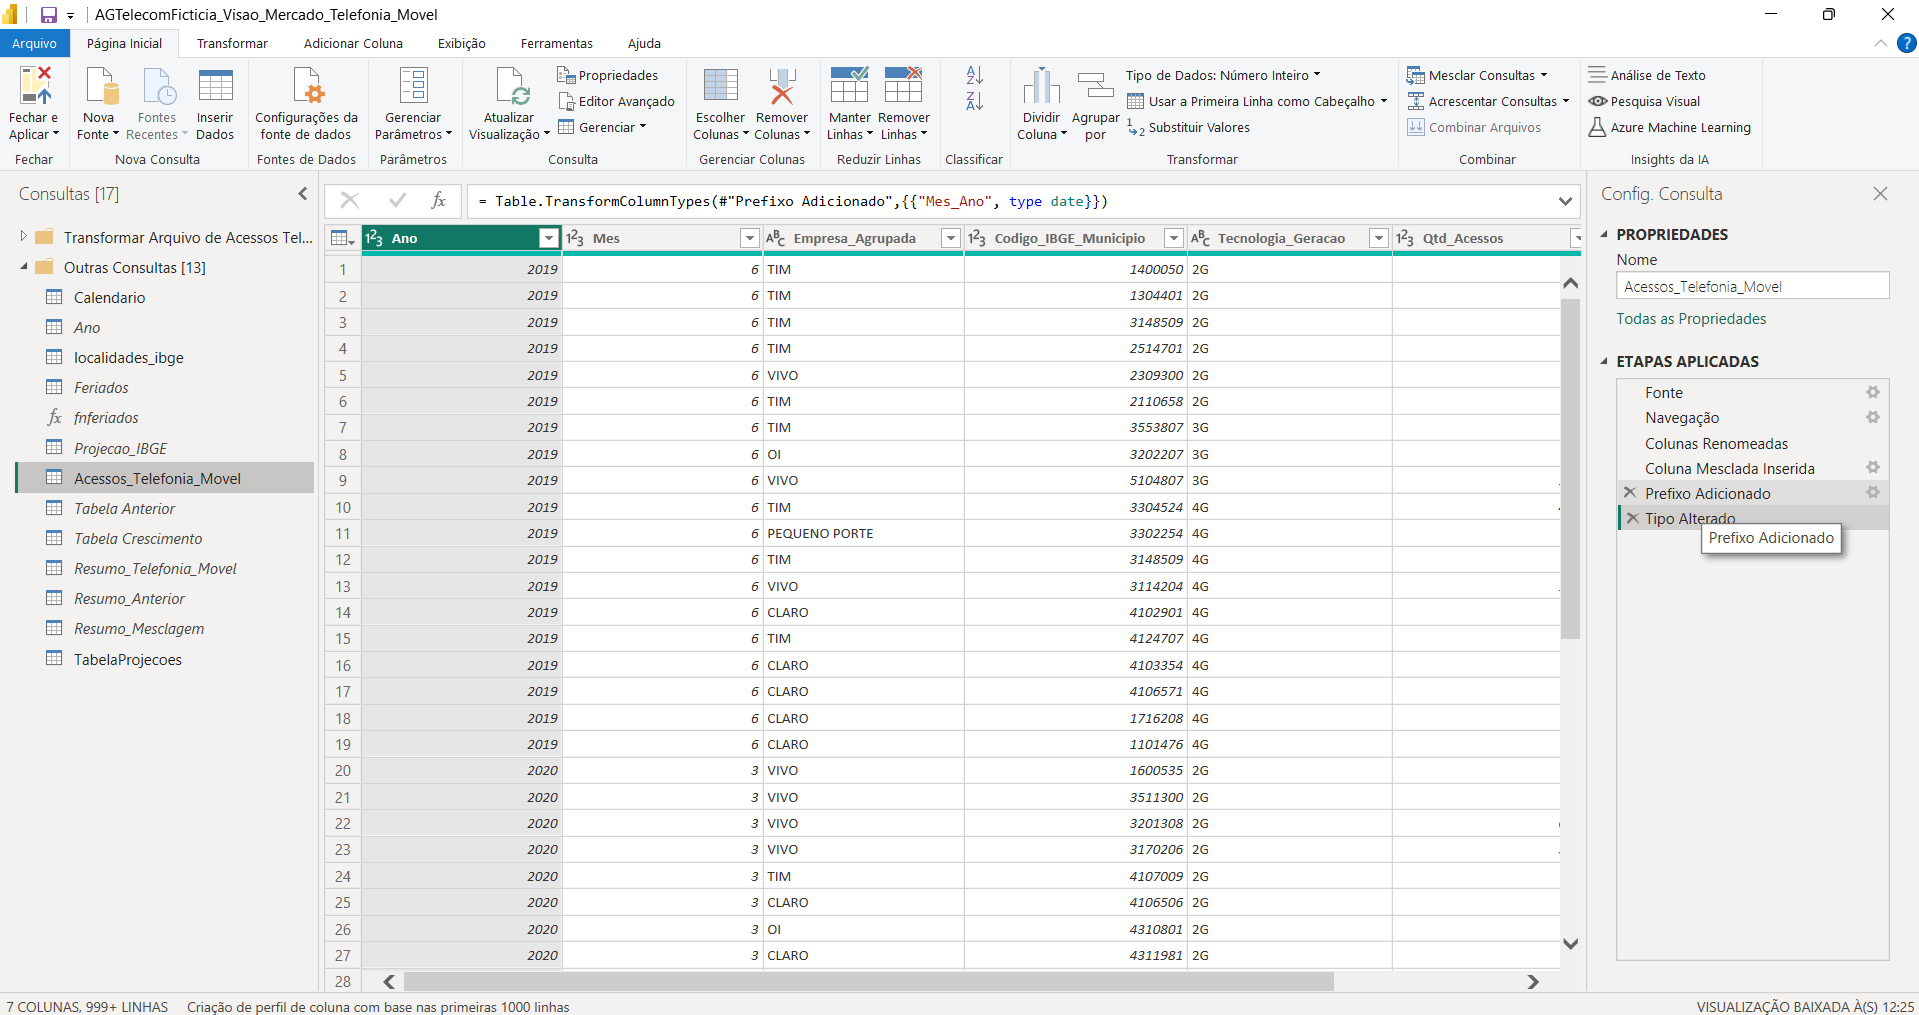 AGTelecomFicticia_Visao_Mercado_Telefonia_Movel
Arquivo
Página Inicial
Transformar
Adicionar Coluna
Exibição
Ferramentas
Ajuda
Fechar e
Aplicar
Fechar
Nova
Fonte
Fontes
Recentes
Inserir
Dados
Nova Consulta
Configurações da
fonte de dados
Fontes de Dados
Gerenciar
Parâmetros
Parâmetros
Atualizar
Visualização
Propriedades
Editor Avançado
Gerenciar
Consulta
Escolher
Colunas
Remover
Colunas
Gerenciar Colunas
Manter
Linhas
Remover
Linhas
Reduzir Linhas
Classificar
Dividir
Coluna
Agrupar
por
Tipo de Dados: Número Inteiro
Usar a Primeira Linha como Cabeçalho
Substituir Valores
Transformar
Mesclar Consultas
Acrescentar Consultas
Combinar Arquivos
Combinar
Análise de Texto
Pesquisa Visual
Azure Machine Learning
Insights da IA
Consultas [17]
Transformar Arquivo de Acessos Tel...
Outras Consultas [13]
Calendario
Ano
localidades_ibge
Feriados
fx fnferiados
Projecao_IBGE
Acessos_Telefonia_Movel
Tabela Anterior
Tabela Crescimento
Resumo_Telefonia_Movel
Resumo_Anterior
Resumo_Mesclagem
TabelaProjecoes
fx = Table.TransformColumnTypes(#"Prefixo Adicionado",{{"Mes_Ano", type date}})
123 Ano 123 Mes ABC Empresa_Agrupada 123 Codigo_IBGE_Municipio ABC Tecnologia_Geracao 123 Qtd_Acessos
1 2019 6 TIM 1400050 2G
2 2019 6 TIM 1304401 2G
3 2019 6 TIM 3148509 2G
4 2019 6 TIM 2514701 2G
5 2019 6 VIVO 2309300 2G
6 2019 6 TIM 2110658 2G
7 2019 6 TIM 3553807 3G
8 2019 6 OI 3202207 3G
9 2019 6 VIVO 5104807 3G
10 2019 6 TIM 3304524 4G
11 2019 6 PEQUENO PORTE 3302254 4G
12 2019 6 TIM 3148509 4G
13 2019 6 VIVO 3114204 4G
14 2019 6 CLARO 4102901 4G
15 2019 6 TIM 4124707 4G
16 2019 6 CLARO 4103354 4G
17 2019 6 CLARO 4106571 4G
18 2019 6 CLARO 1716208 4G
19 2019 6 CLARO 1101476 4G
20 2020 3 VIVO 1600535 2G
21 2020 3 VIVO 3511300 2G
22 2020 3 VIVO 3201308 2G
23 2020 3 VIVO 3170206 2G
24 2020 3 TIM 4107009 2G
25 2020 3 CLARO 4106506 2G
26 2020 3 OI 4310801 2G
27 2020 3 CLARO 4311981 2G
28
Config. Consulta
PROPRIEDADES
Nome
Acessos_Telefonia_Movel
Todas as Propriedades
ETAPAS APLICADAS
Fonte
Navegação
Colunas Renomeadas
Coluna Mesclada Inserida
Prefixo Adicionado
Tipo Alterado
Prefixo Adicionado
7 COLUNAS, 999+ LINHAS
Criação de perfil de coluna com base nas primeiras 1000 linhas
VISUALIZAÇÃO BAIXADA À(S) 12:25